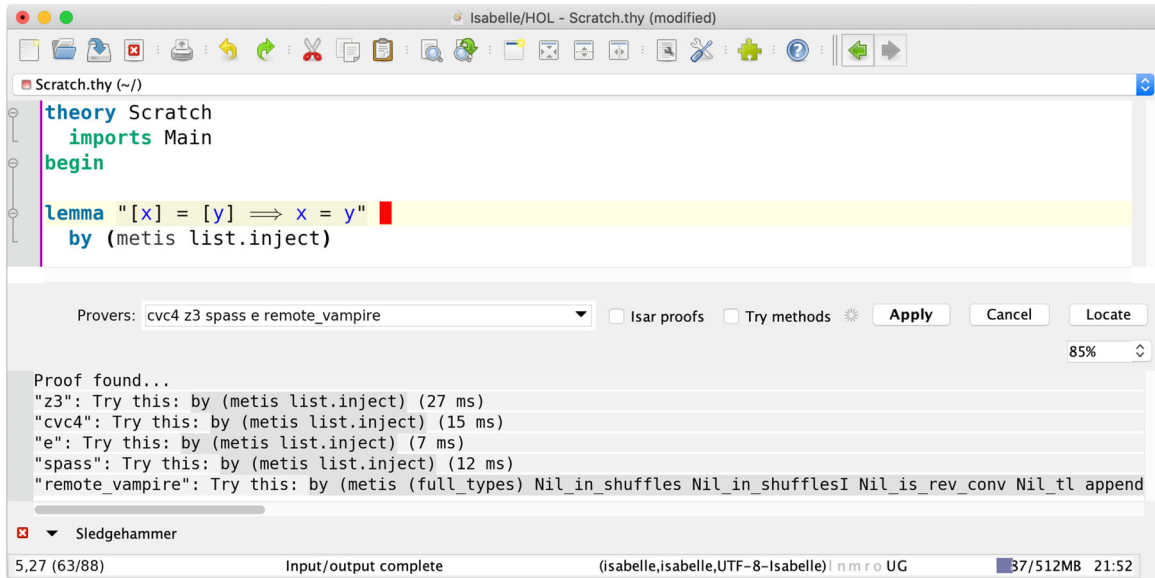 Isabelle/HOL - Scratch.thy (modified)
Scratch.thy (~/)
theory Scratch
imports Main
begin
lemma "[x] = [y] ⟹ x = y"
by (metis list.inject)
Provers: cvc4 z3 spass e remote_vampire Isar proofs Try methods Apply Cancel Locate
85%
Proof found...
"z3": Try this: by (metis list.inject) (27 ms)
"cvc4": Try this: by (metis list.inject) (15 ms)
"e": Try this: by (metis list.inject) (7 ms)
"spass": Try this: by (metis list.inject) (12 ms)
"remote_vampire": Try this: by (metis (full_types) Nil_in_shuffles Nil_in_shufflesI Nil_is_rev_conv Nil_tl append
Sledgehammer
5,27 (63/88) Input/output complete (isabelle,isabelle,UTF-8-Isabelle) n m r o UG 87/512MB 21:52